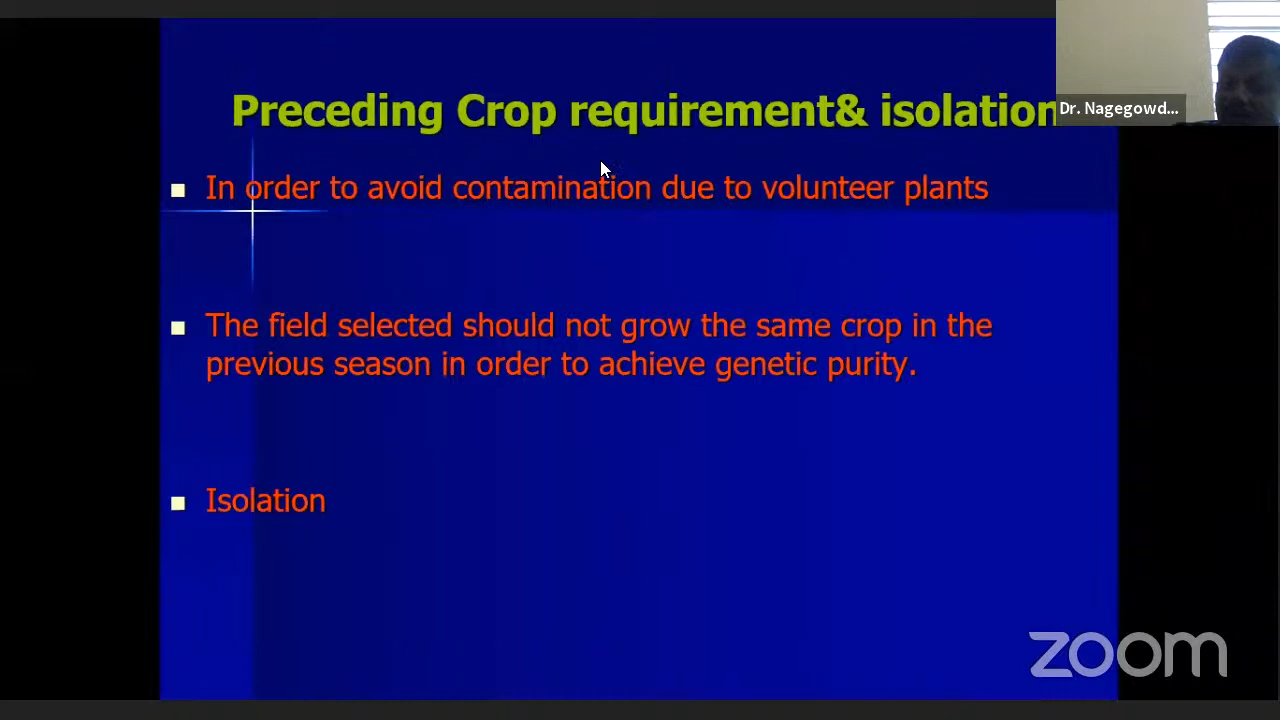 Preceding Crop requirement& isolation
Dr. Nagegowd...
In order to avoid contamination due to volunteer plants
The field selected should not grow the same crop in the
previous season in order to achieve genetic purity.
Isolation
zoom